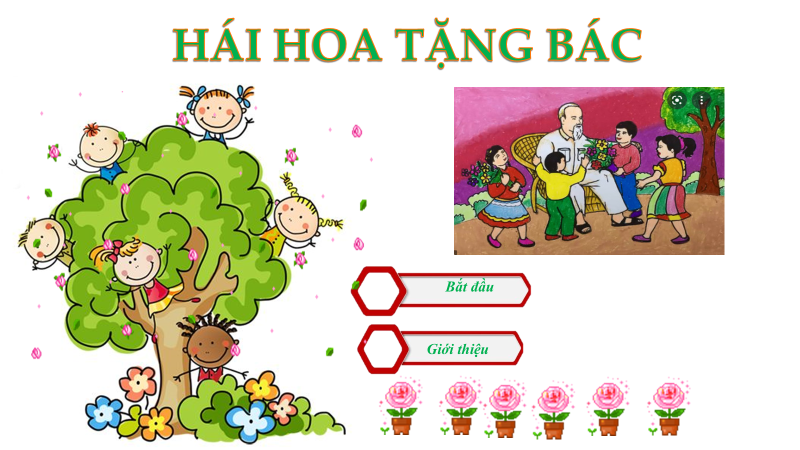 HÁI HOA TẶNG BÁC
Bắt đầu
Giới thiệu